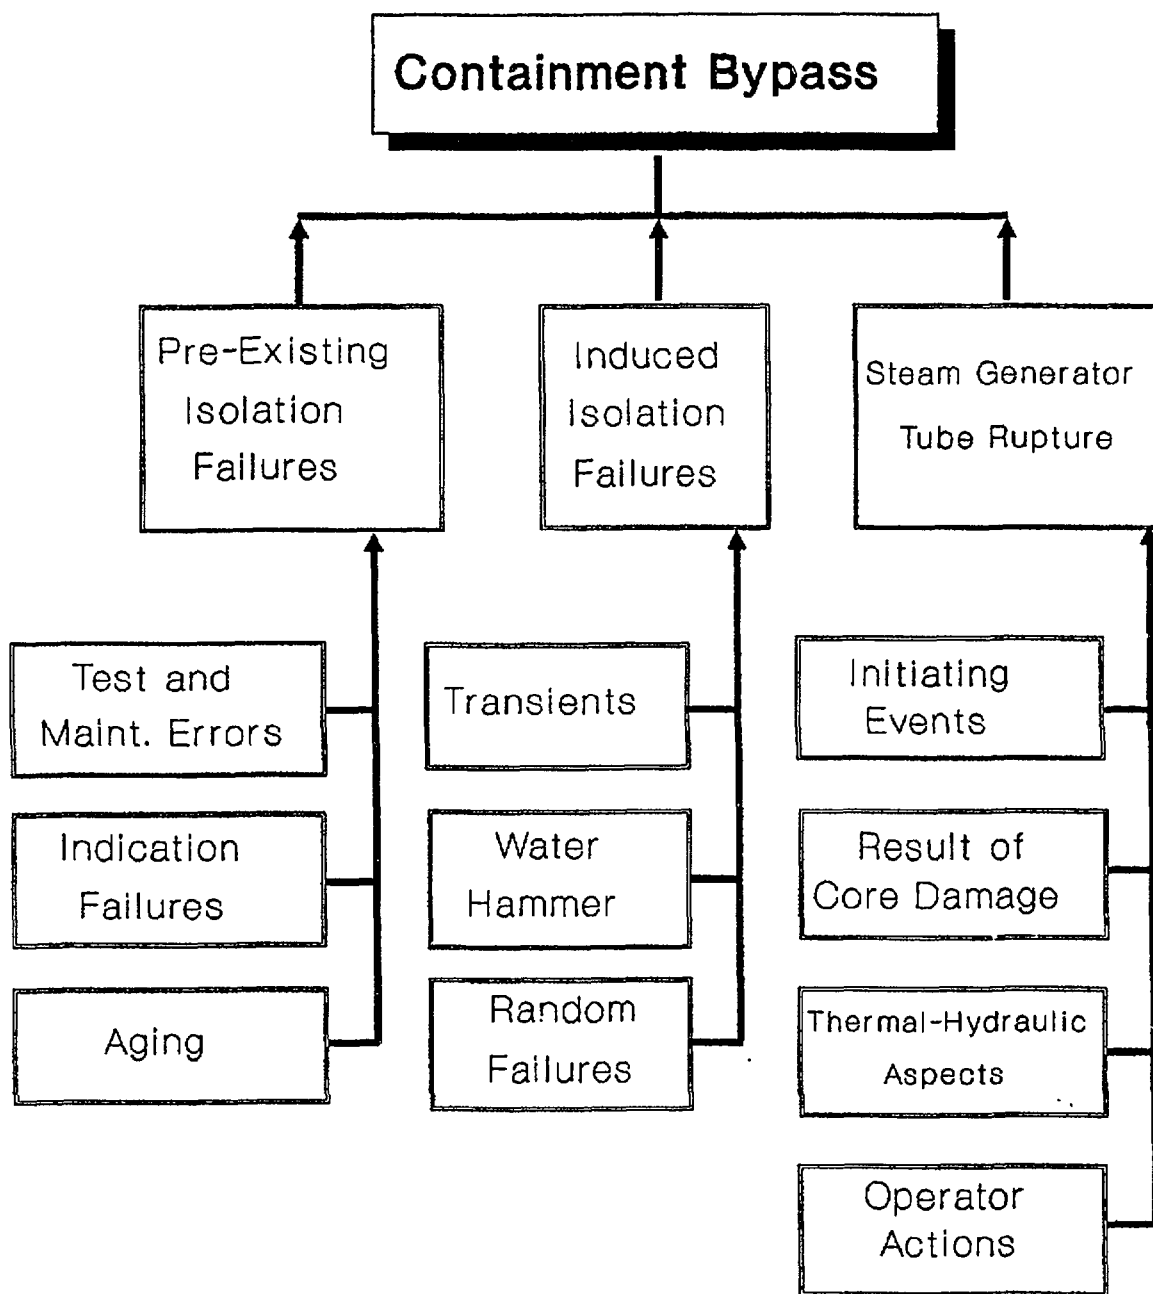 Containment Bypass
Pre-Existing
Isolation
Failures
Induced
Isolation
Failures
Steam Generator
Tube Rupture
Test and
Maint. Errors
Indication
Failures
Aging
Transients
Water
Hammer
Random
Failures
Initiating
Events
Result of
Core Damage
Thermal-Hydraulic
Aspects
Operator
Actions